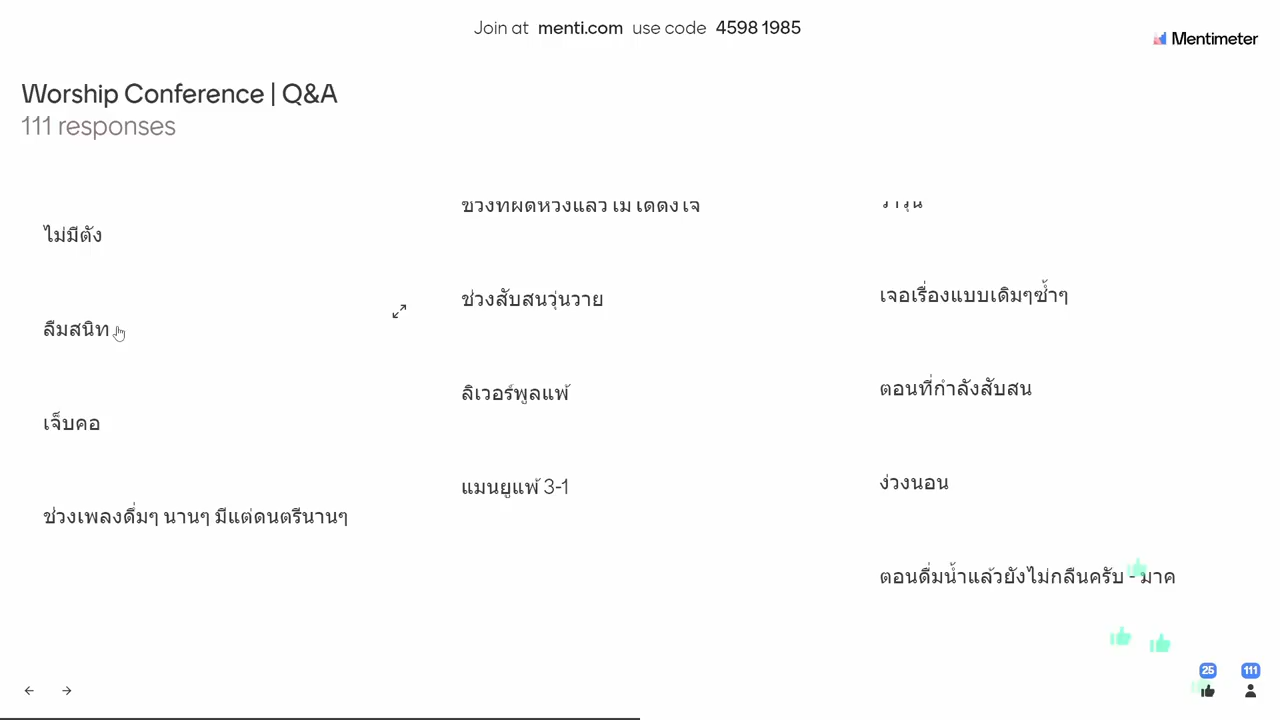 Join at menti.com use code 4598 1985
Mentimeter
Worship Conference | Q&A
111 responses
ไม่มีตัง
ลืมสนิท
เจ็บคอ
ช่วงเพลงดึ่มๆ นานๆ มีแต่ดนตรีนานๆ
ช่วงสับสนวุ่นวาย
ลิเวอร์พูลแพ้
แมนยูแพ้ 3-1
เจอเรื่องแบบเดิมๆซ้ำๆ
ตอนที่กำลังสับสน
ง่วงนอน
ตอนดื่มน้ำแล้วยังไม่กลืนครับ - มาค
25
111